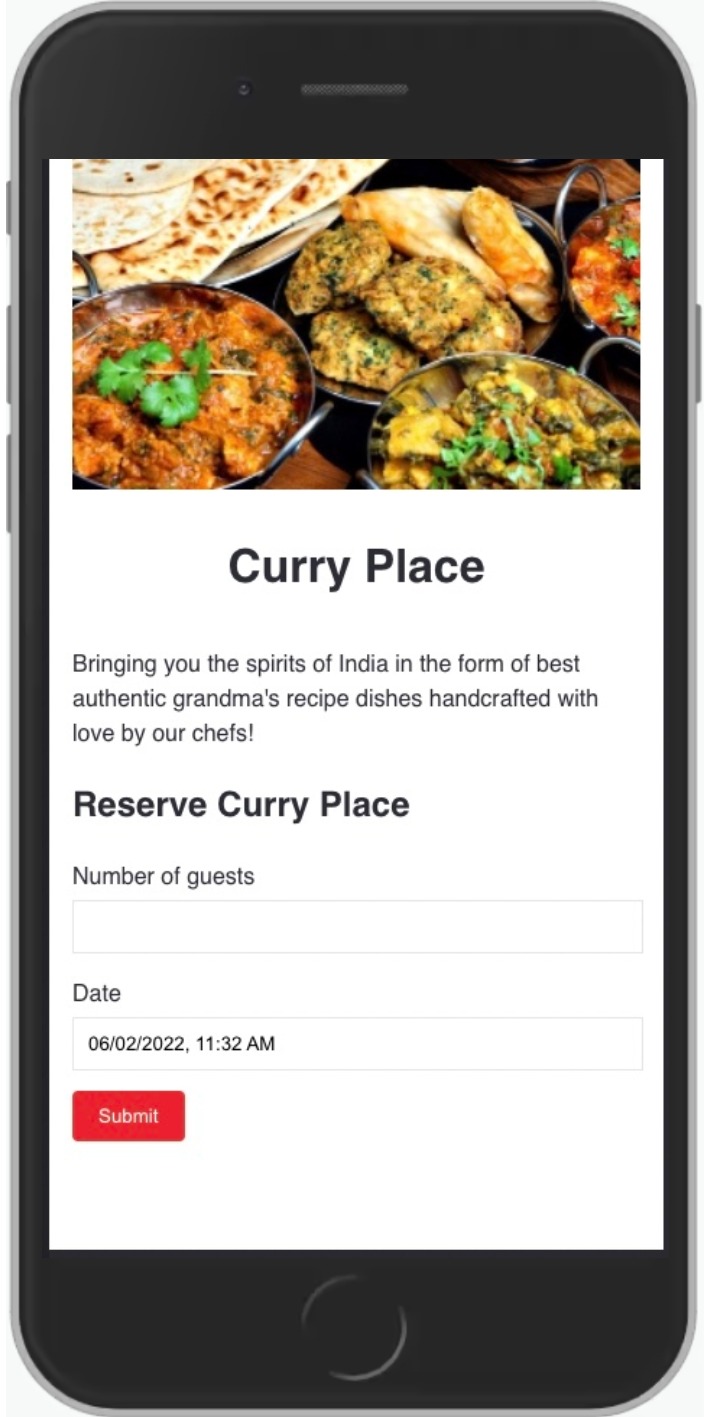 Curry Place
Bringing you the spirits of India in the form of best
authentic grandma's recipe dishes handcrafted with
love by our chefs!
Reserve Curry Place
Number of guests
Date
06/02/2022, 11:32 AM
Submit